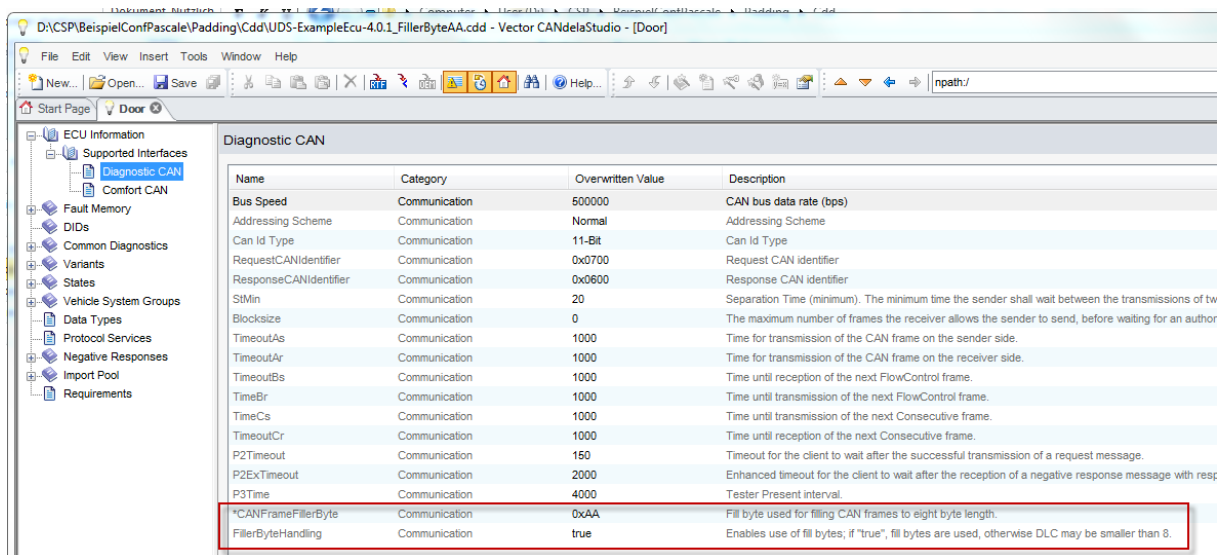 D:\CSP\BeispielConfPascale\Padding\Cdd\UDS-ExampleEcu-4.0.1_FillerByteAA.cdd - Vector CANdelaStudio - [Door]
File Edit View Insert Tools Window Help
New... Open... Save RTF Help... npath:/
Start Page Door
ECU Information
Supported Interfaces
Diagnostic CAN
Comfort CAN
Fault Memory
DIDs
Common Diagnostics
Variants
States
Vehicle System Groups
Data Types
Protocol Services
Negative Responses
Import Pool
Requirements
Diagnostic CAN
Name Category Overwritten Value Description
Bus Speed Communication 500000 CAN bus data rate (bps)
Addressing Scheme Communication Normal Addressing Scheme
Can Id Type Communication 11-Bit Can Id Type
RequestCANIdentifier Communication 0x0700 Request CAN identifier
ResponseCANIdentifier Communication 0x0600 Response CAN identifier
StMin Communication 20 Separation Time (minimum). The minimum time the sender shall wait between the transmissions of tw
Blocksize Communication 0 The maximum number of frames the receiver allows the sender to send, before waiting for an author
TimeoutAs Communication 1000 Time for transmission of the CAN frame on the sender side.
TimeoutAr Communication 1000 Time for transmission of the CAN frame on the receiver side.
TimeoutBs Communication 1000 Time until reception of the next FlowControl frame.
TimeBr Communication 1000 Time until transmission of the next FlowControl frame.
TimeCs Communication 1000 Time until transmission of the next Consecutive frame.
TimeoutCr Communication 1000 Time until reception of the next Consecutive frame.
P2Timeout Communication 150 Timeout for the client to wait after the successful transmission of a request message.
P2ExTimeout Communication 2000 Enhanced timeout for the client to wait after the reception of a negative response message with resp
P3Time Communication 4000 Tester Present interval.
*CANFrameFillerByte Communication 0xAA Fill byte used for filling CAN frames to eight byte length.
FillerByteHandling Communication true Enables use of fill bytes; if "true", fill bytes are used, otherwise DLC may be smaller than 8.